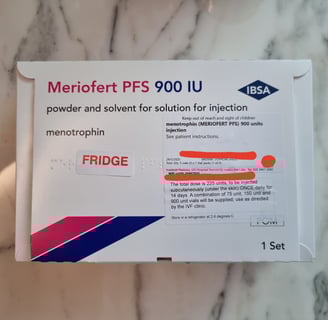 Meriofert PFS 900 IU
IBSA
powder and solvent for solution for injection
Keep out of reach and sight of children
menotrophin (MERIOFERT PFS) 900 units
injection
See patient instructions.
menotrophin
FRIDGE
The total dose is 225 units, to be injected
subcutaneously (under the skin) ONCE daily for
14 days. A combination of 75 unit, 150 unit and
900 unit vials will be supplied, use as directed
by the IVF clinic.
Store in a refrigerator 2-8 degrees C
POM
1 Set